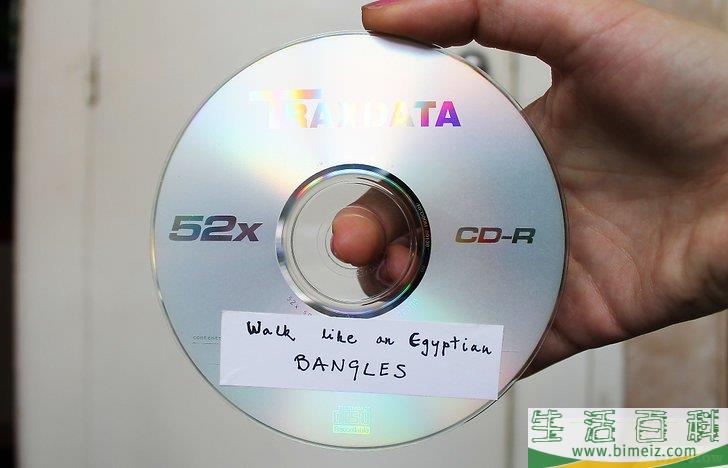 TRAXDATA
52x
CD-R
Walk like an Egyptian
BANGLES
生活百科
www.bimeiz.com